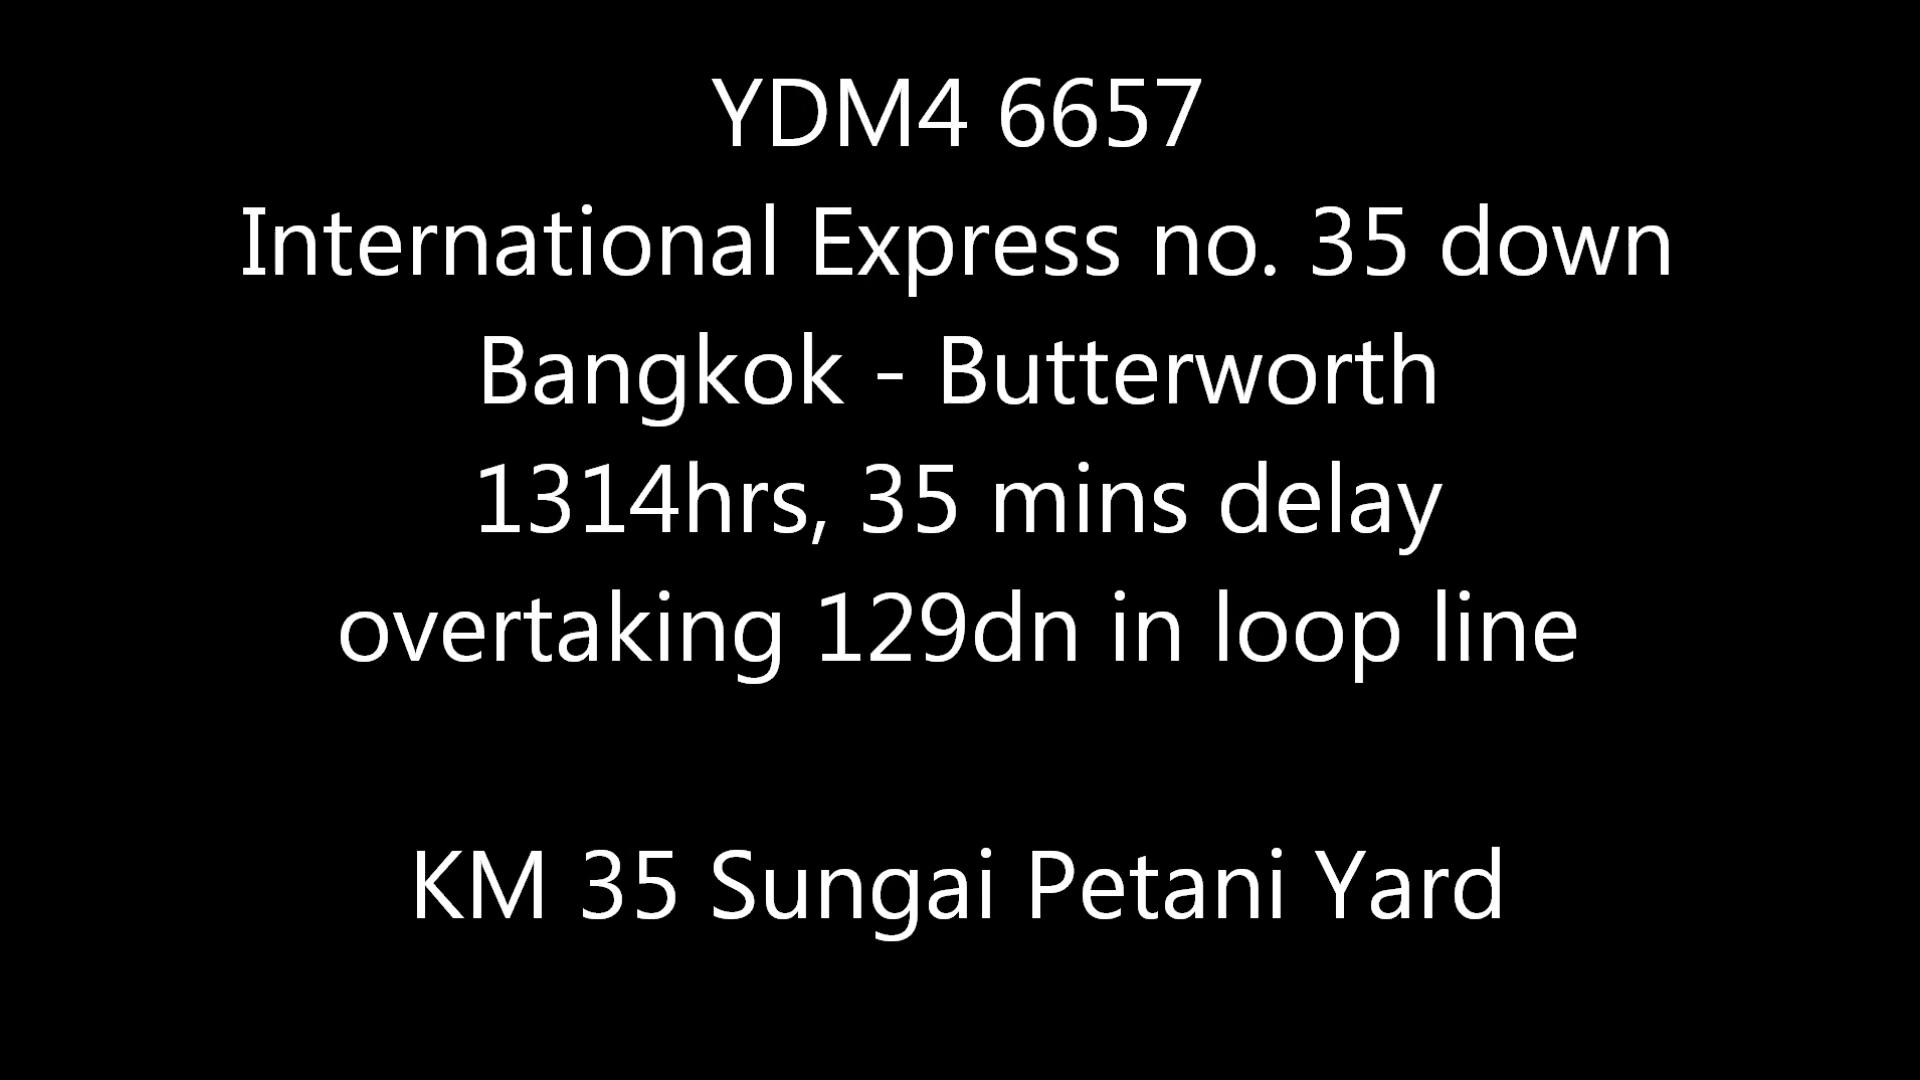 YDM4 6657
International Express no. 35 down
Bangkok - Butterworth
1314hrs, 35 mins delay
overtaking 129dn in loop line
KM 35 Sungai Petani Yard